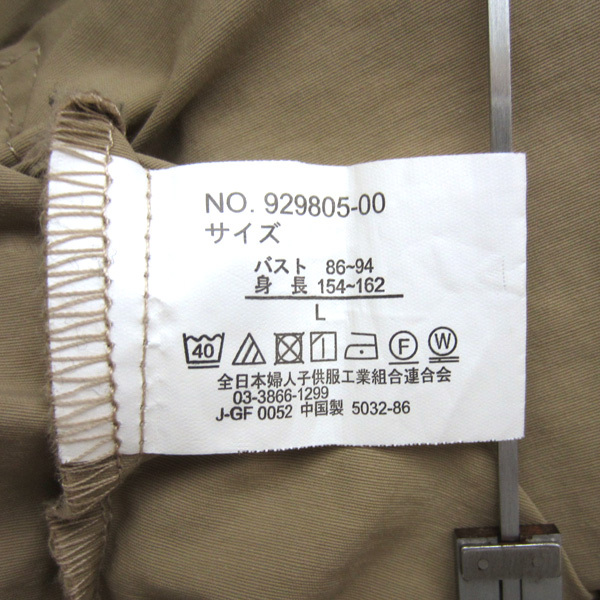 NO. 929805-00
サイズ
バスト 86~94
身 長 154~162
L
40 F W
全日本婦人子供服工業組合連合会
03-3866-1299
J-GF 0052 中国製 5032-86